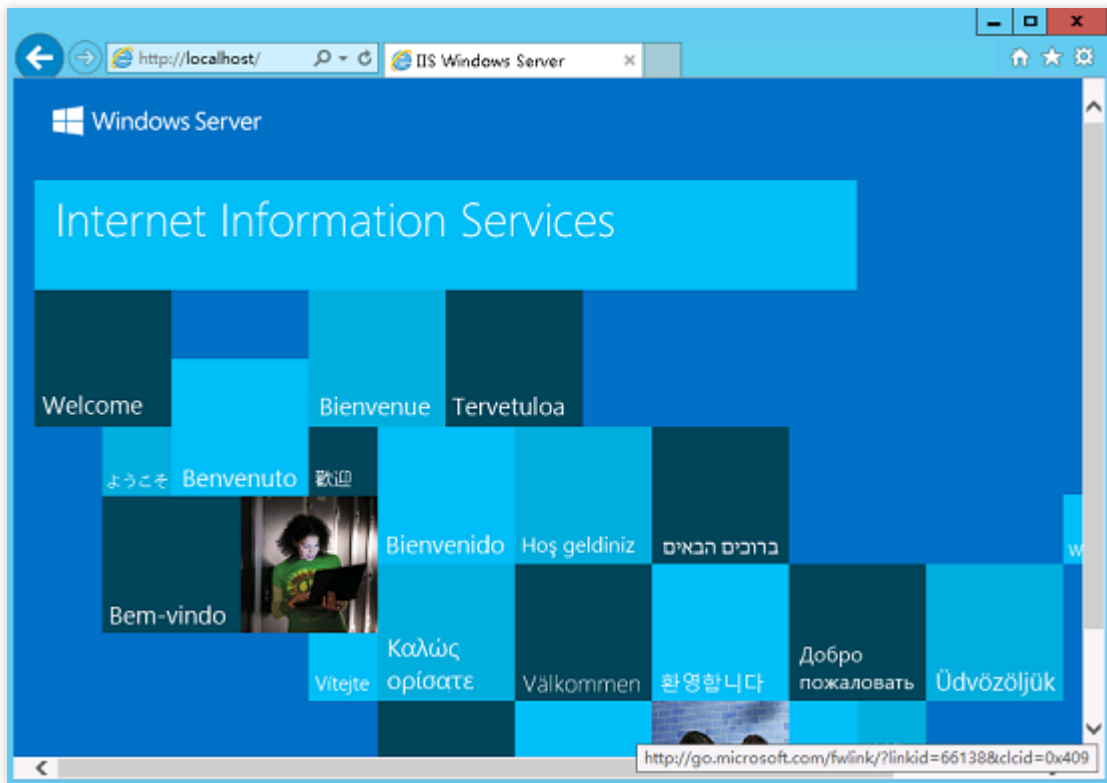 http://localhost/
IIS Windows Server
Windows Server
Internet Information Services
Welcome
Bienvenue
Tervetuloa
ようこそ
Benvenuto
歡迎
Bienvenido
Hoş geldiniz
ברוכים הבאים
Bem-vindo
Vítejte
Καλώς
ορίσατε
Välkommen
환영합니다
Добро
пожаловать
Üdvözöljük
http://go.microsoft.com/fwlink/?linkid=66138&clcid=0x409